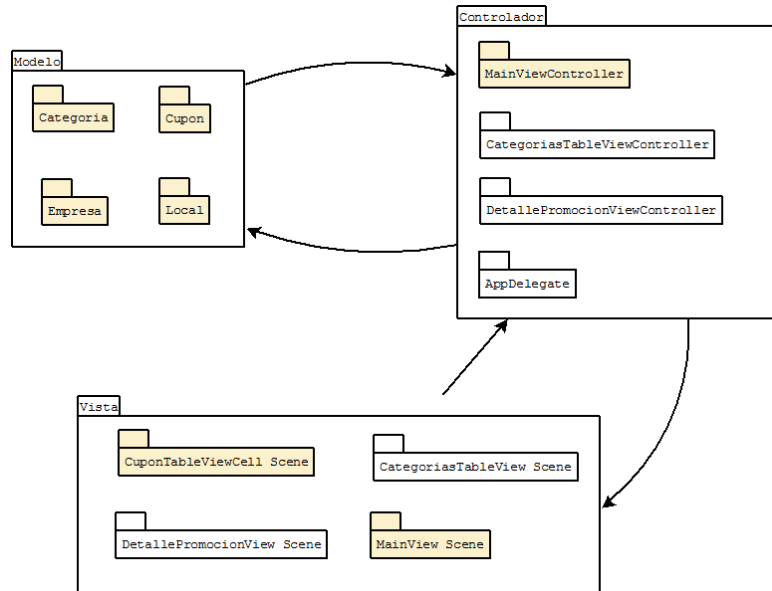 Controlador
MainViewController
CategoriasTableViewController
DetallePromocionViewController
AppDelegate
Modelo
Categoria
Cupon
Empresa
Local
Vista
CuponTableViewCell Scene
CategoriasTableView Scene
DetallePromocionView Scene
MainView Scene